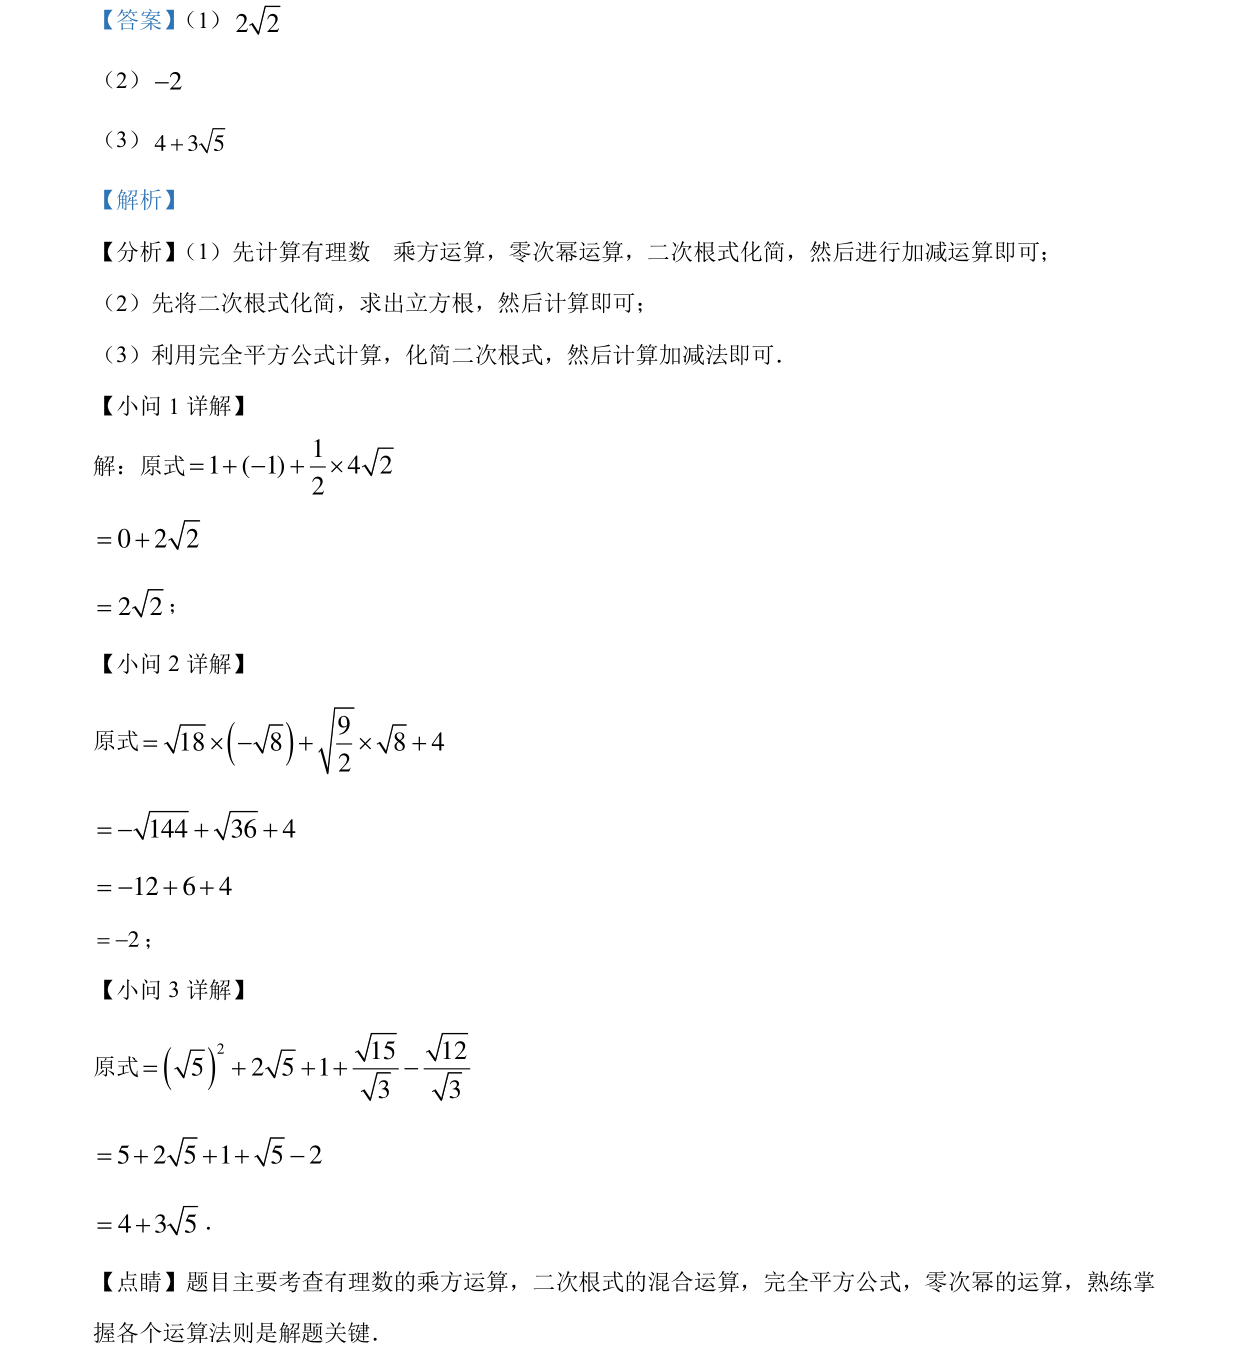 【答案】（1）2√2
（2）−2
（3）4+3√5
【解析】
【分析】（1）先计算有理数　乘方运算，零次幂运算，二次根式化简，然后进行加减运算即可；
（2）先将二次根式化简，求出立方根，然后计算即可；
（3）利用完全平方公式计算，化简二次根式，然后计算加减法即可．
【小问 1 详解】
解：原式=1+(−1)+1/2×4√2
=0+2√2
=2√2；
【小问 2 详解】
原式=√18×(−√8)+√(9/2)×√8+4
=−√144+√36+4
=−12+6+4
=−2；
【小问 3 详解】
原式=(√5)²+2√5+1+√15/√3−√12/√3
=5+2√5+1+√5−2
=4+3√5．
【点睛】题目主要考查有理数的乘方运算，二次根式的混合运算，完全平方公式，零次幂的运算，熟练掌
握各个运算法则是解题关键．